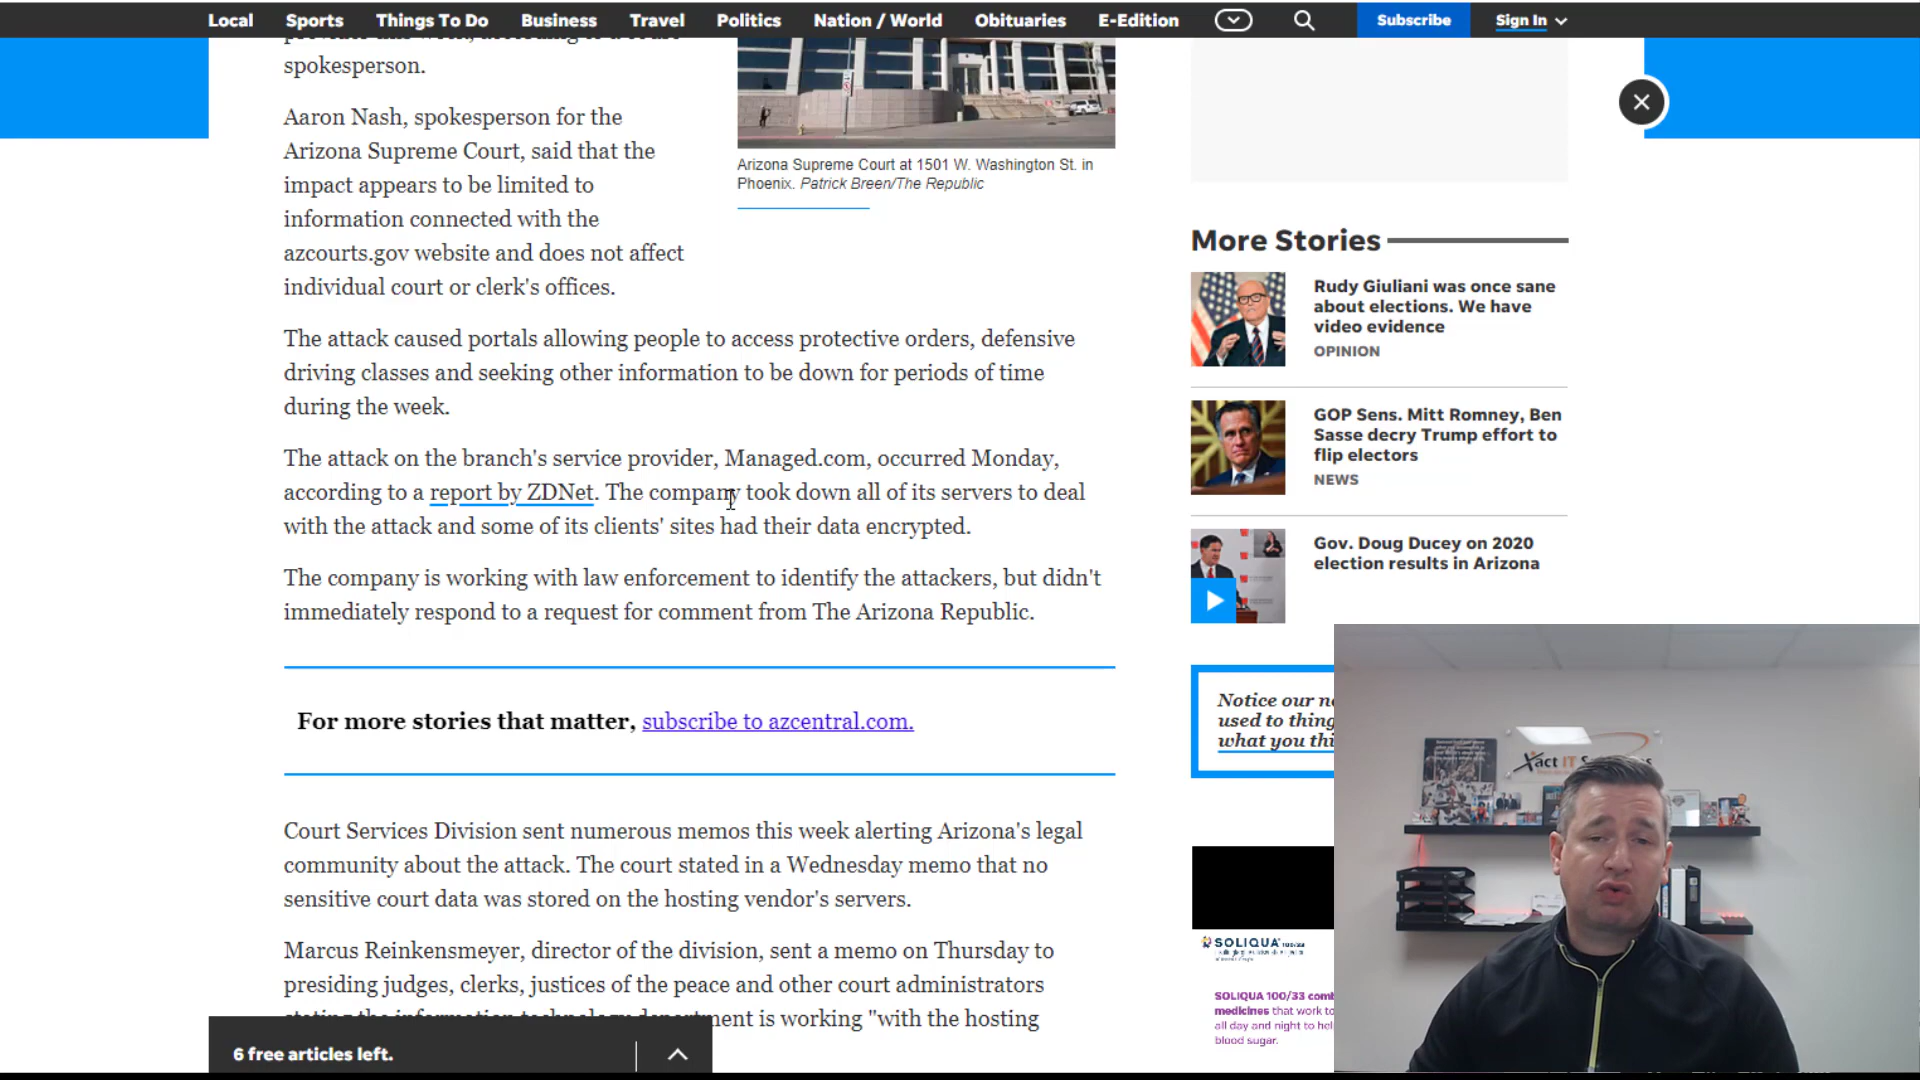 Local Sports Things To Do Business Travel Politics Nation / World Obituaries E-Edition Subscribe Sign In
spokesperson.
Aaron Nash, spokesperson for the
Arizona Supreme Court, said that the
impact appears to be limited to
information connected with the
azcourts.gov website and does not affect
individual court or clerk's offices.
Arizona Supreme Court at 1501 W. Washington St. in
Phoenix. Patrick Breen/The Republic
The attack caused portals allowing people to access protective orders, defensive
driving classes and seeking other information to be down for periods of time
during the week.
The attack on the branch's service provider, Managed.com, occurred Monday,
according to a report by ZDNet. The company took down all of its servers to deal
with the attack and some of its clients' sites had their data encrypted.
The company is working with law enforcement to identify the attackers, but didn't
immediately respond to a request for comment from The Arizona Republic.
For more stories that matter, subscribe to azcentral.com.
Court Services Division sent numerous memos this week alerting Arizona's legal
community about the attack. The court stated in a Wednesday memo that no
sensitive court data was stored on the hosting vendor's servers.
Marcus Reinkensmeyer, director of the division, sent a memo on Thursday to
presiding judges, clerks, justices of the peace and other court administrators
stating the information technology department is working "with the hosting
6 free articles left.
More Stories
Rudy Giuliani was once sane
about elections. We have
video evidence
OPINION
GOP Sens. Mitt Romney, Ben
Sasse decry Trump effort to
flip electors
NEWS
Gov. Doug Ducey on 2020
election results in Arizona
Notice our n
used to thing
what you thi
SOLIQUA
SOLIQUA 100/33 comb
medicines that work to
all day and night to hel
blood sugar.
xact IT S